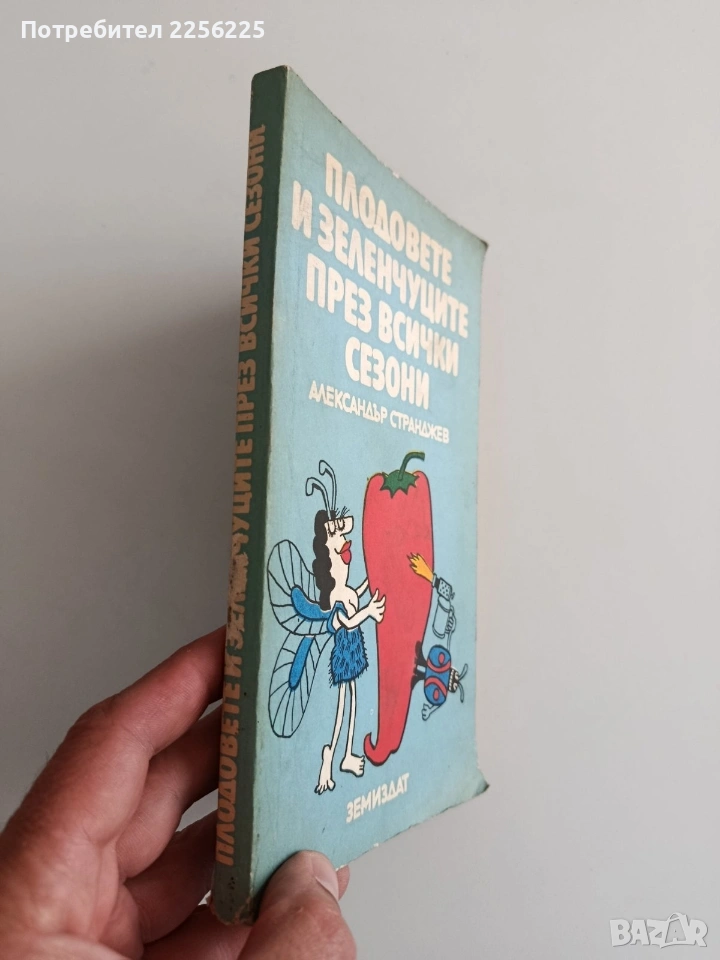 Потребител 2256225
ПЛОДОВЕТЕ
И ЗЕЛЕНЧУЦИТЕ
ПРЕЗ ВСИЧКИ
СЕЗОНИ
АЛЕКСАНДЪР СТРАНДЖЕВ
ЗЕМИЗДАТ
ПЛОДОВЕТЕ И ЗЕЛЕНЧУЦИТЕ ПРЕЗ ВСИЧКИ СЕЗОНИ
BAZAR